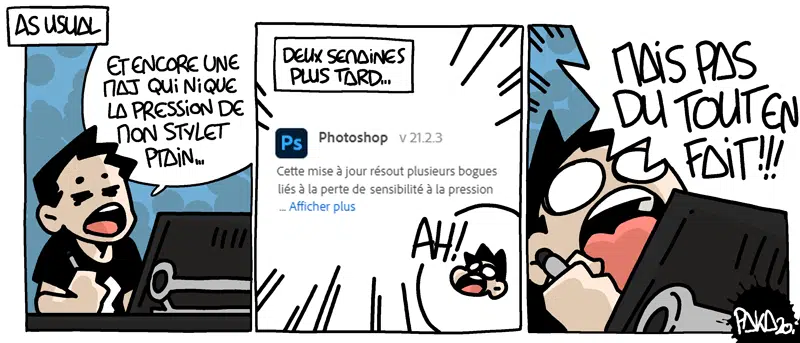 AS USUAL
ET ENCORE UNE
MAJ QUI NIQUE
LA PRESSION DE
MON STYLET
PTAIN...
DEUX SEMAINES
PLUS TARD...
Ps Photoshop v 21.2.3
Cette mise à jour résout plusieurs bogues
liés à la perte de sensibilité à la pression
... Afficher plus
AH!
MAIS PAS
DU TOUT EN
FAIT!!!
PAKA20.